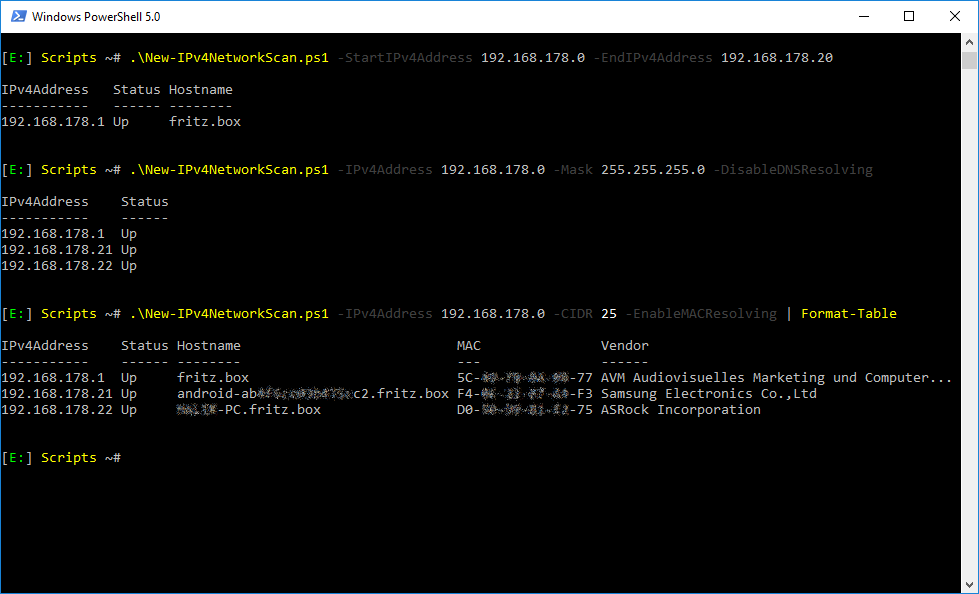 Windows PowerShell 5.0
[E:] Scripts ~# .\New-IPv4NetworkScan.ps1 -StartIPv4Address 192.168.178.0 -EndIPv4Address 192.168.178.20
IPv4Address Status Hostname
----------- ------ --------
192.168.178.1 Up fritz.box
[E:] Scripts ~# .\New-IPv4NetworkScan.ps1 -IPv4Address 192.168.178.0 -Mask 255.255.255.0 -DisableDNSResolving
IPv4Address Status
----------- ------
192.168.178.1 Up
192.168.178.21 Up
192.168.178.22 Up
[E:] Scripts ~# .\New-IPv4NetworkScan.ps1 -IPv4Address 192.168.178.0 -CIDR 25 -EnableMACResolving | Format-Table
IPv4Address Status Hostname MAC Vendor
----------- ------ -------- --- ------
192.168.178.1 Up fritz.box 5C- -77 AVM Audiovisuelles Marketing und Computer...
192.168.178.21 Up android-ab c2.fritz.box F4- -F3 Samsung Electronics Co.,Ltd
192.168.178.22 Up -PC.fritz.box D0- -75 ASRock Incorporation
[E:] Scripts ~#